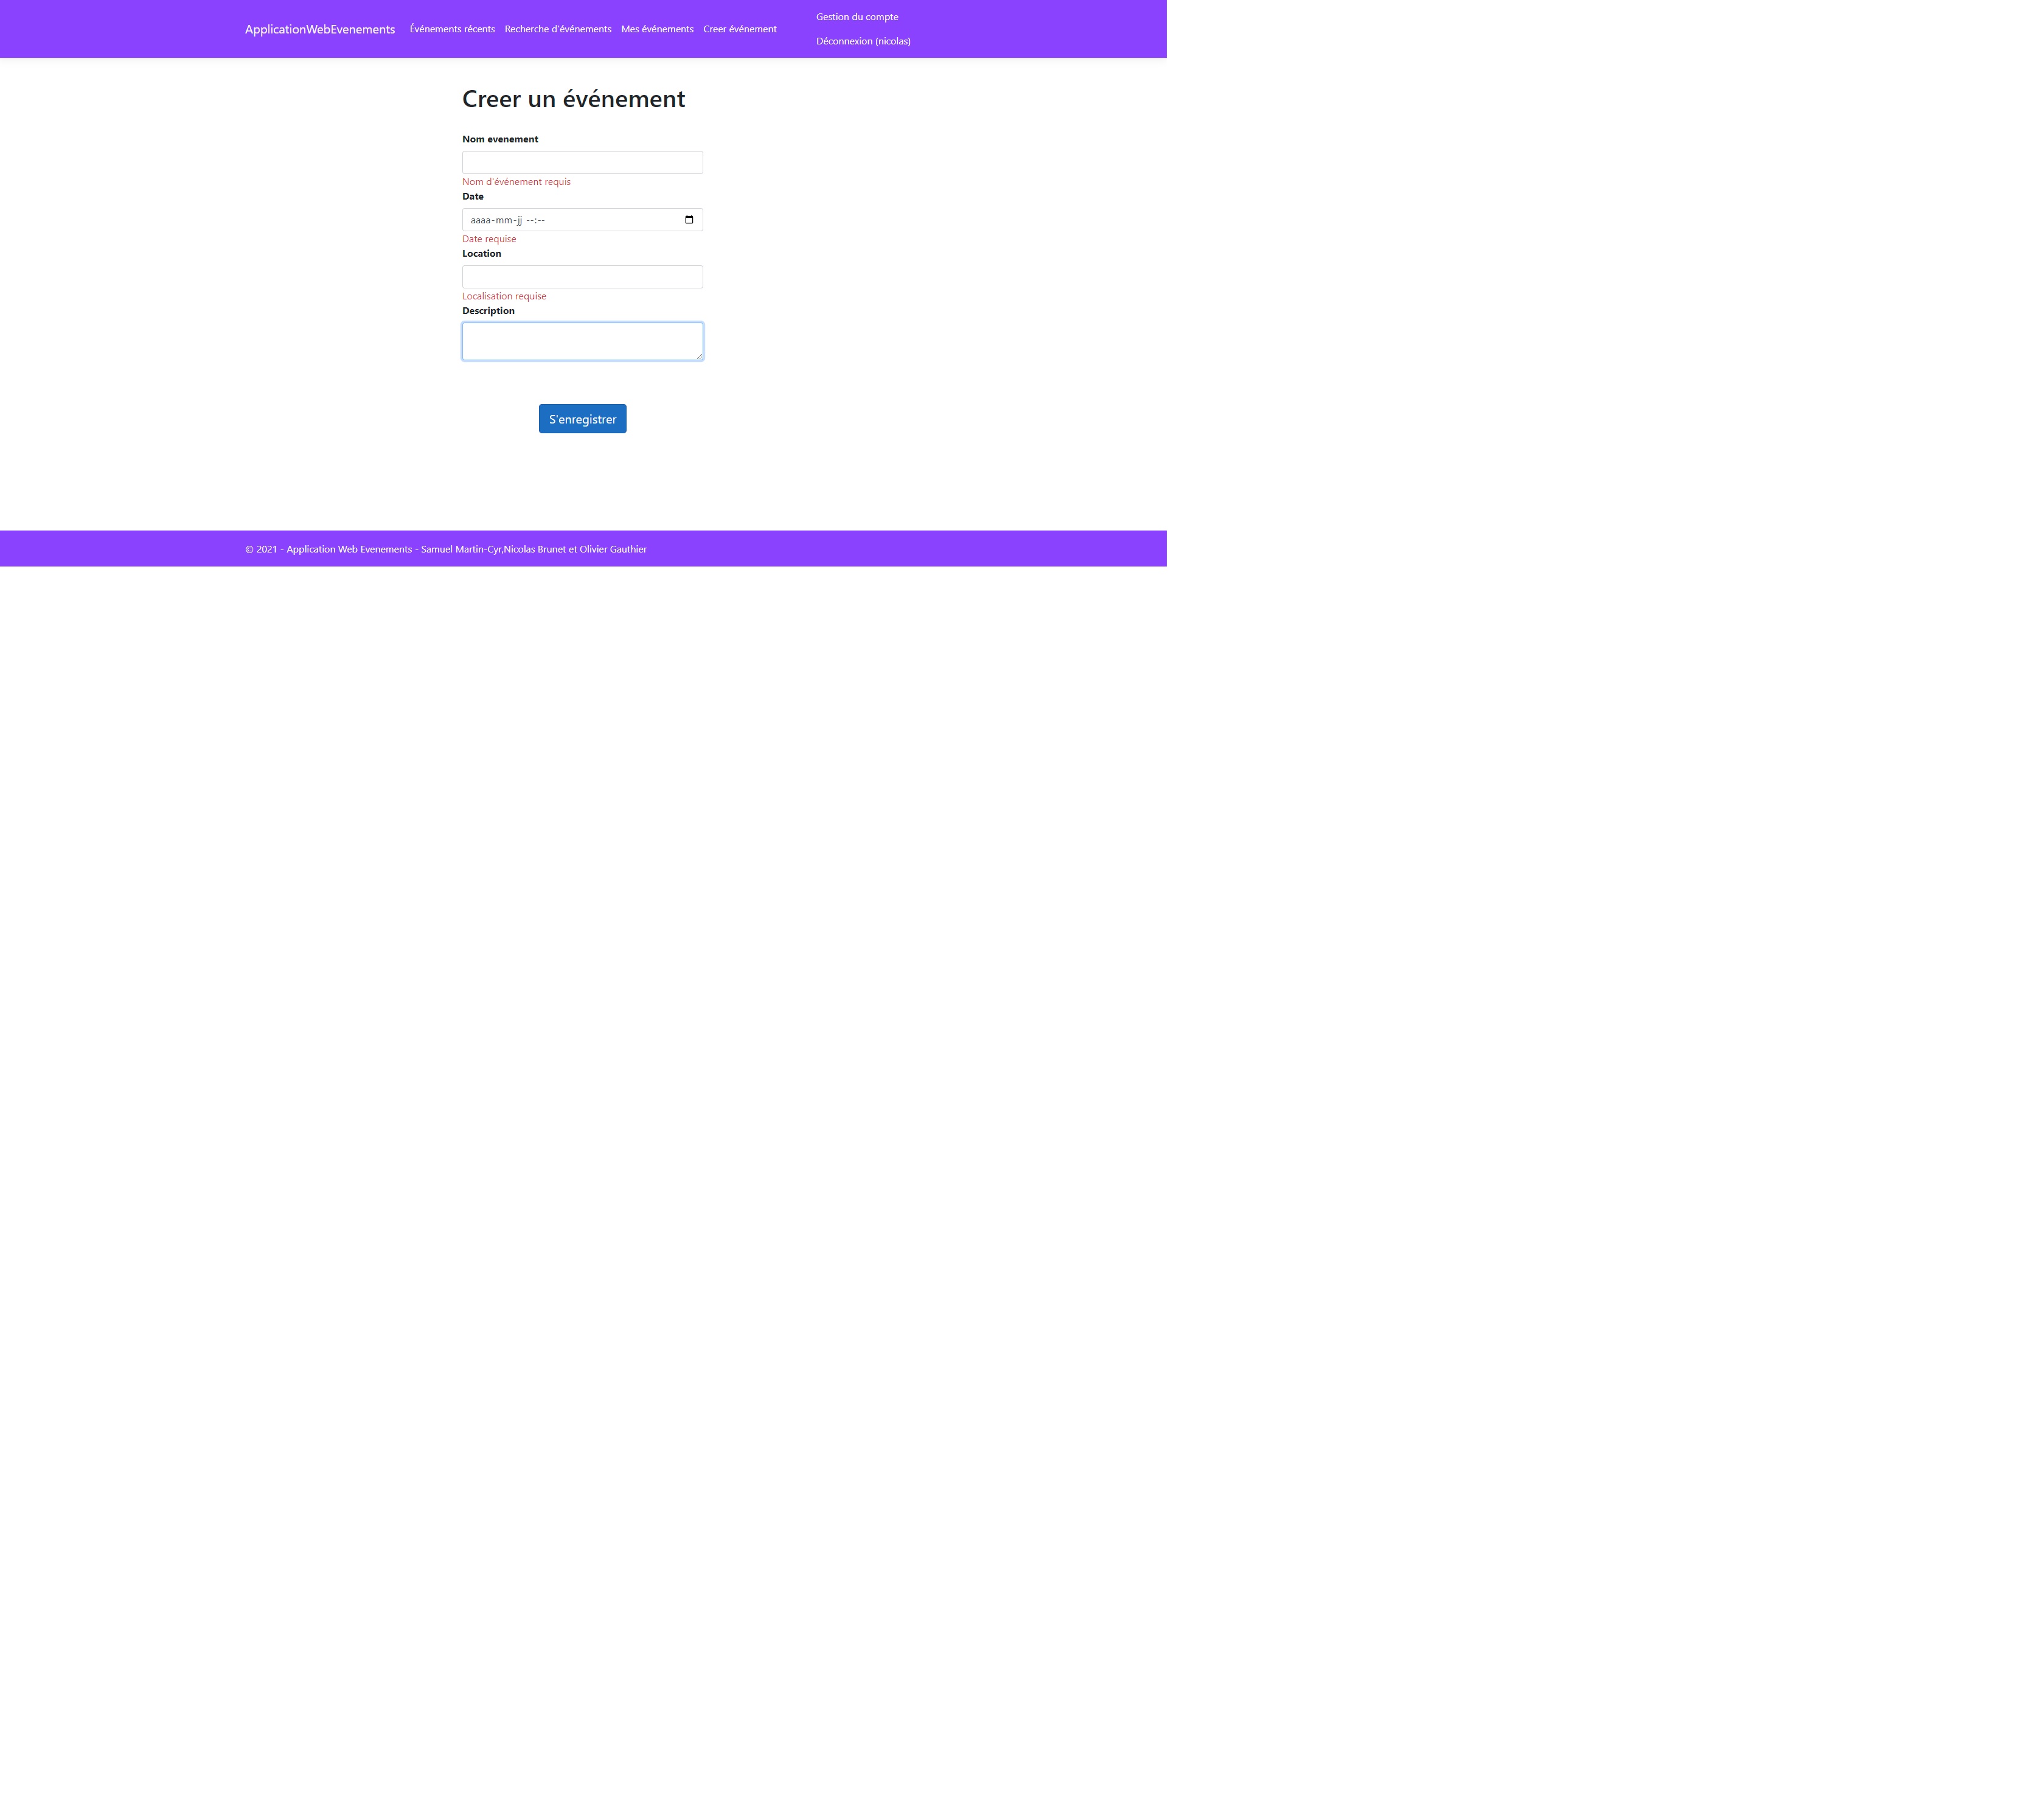 ApplicationWebEvenements
Événements récents
Recherche d'événements
Mes événements
Creer événement
Gestion du compte
Déconnexion (nicolas)
Creer un événement
Nom evenement
Nom d'événement requis
Date
aaaa-mm-jj --:--
Date requise
Location
Localisation requise
Description
S'enregistrer
© 2021 - Application Web Evenements - Samuel Martin-Cyr,Nicolas Brunet et Olivier Gauthier